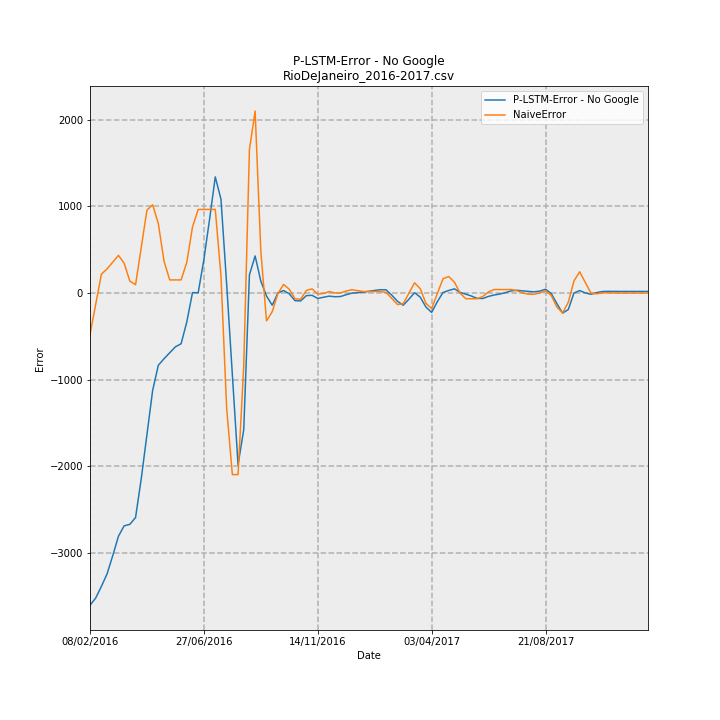 P-LSTM-Error - No Google
RioDeJaneiro_2016-2017.csv
P-LSTM-Error - No Google
NaiveError
2000
1000
0
−1000
−2000
−3000
Error
08/02/2016
27/06/2016
14/11/2016
03/04/2017
21/08/2017
Date